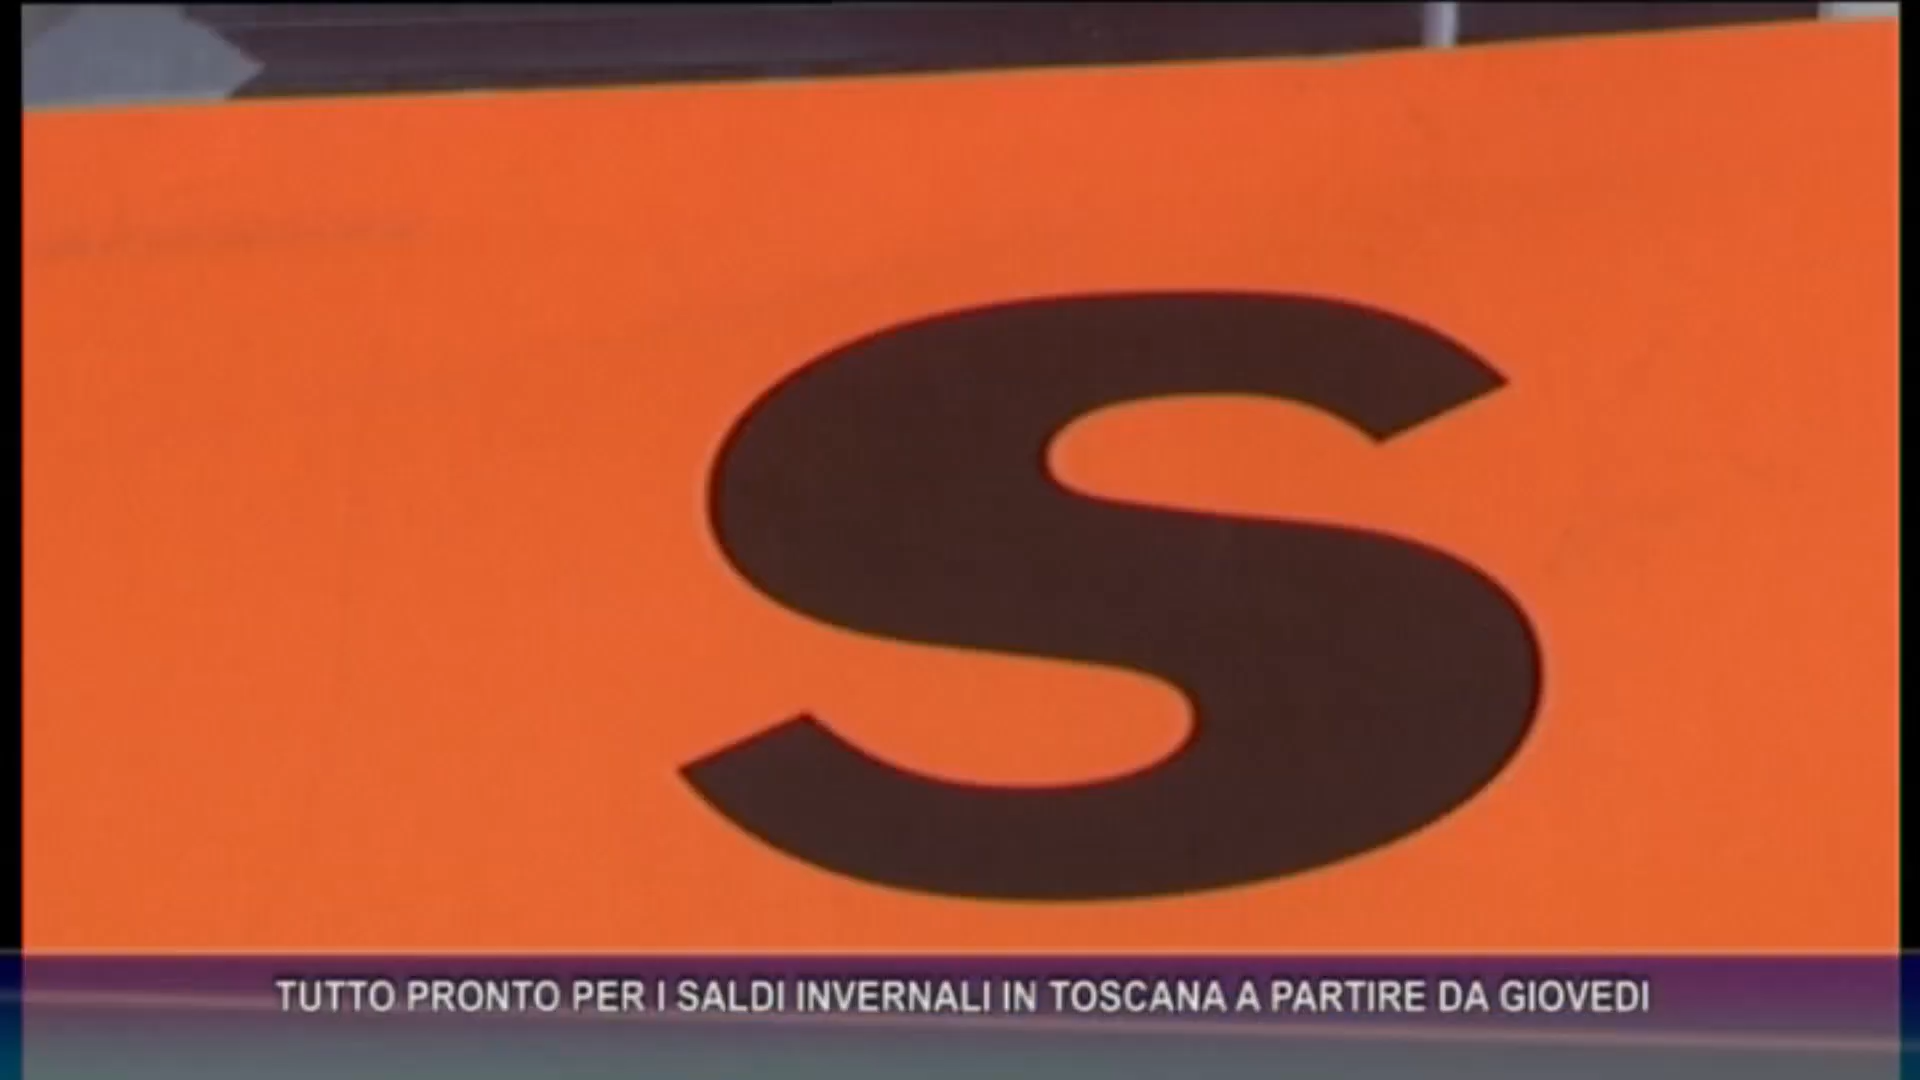 S
TUTTO PRONTO PER I SALDI INVERNALI IN TOSCANA A PARTIRE DA GIOVEDI